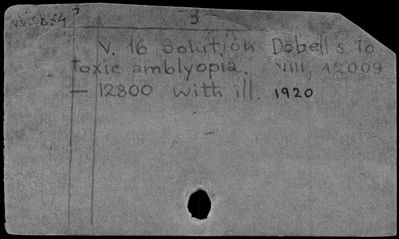 3
V. 16 Solution Dobell's To
toxic amblyopia. VIII, 12009
— 12800 with ill. 1920